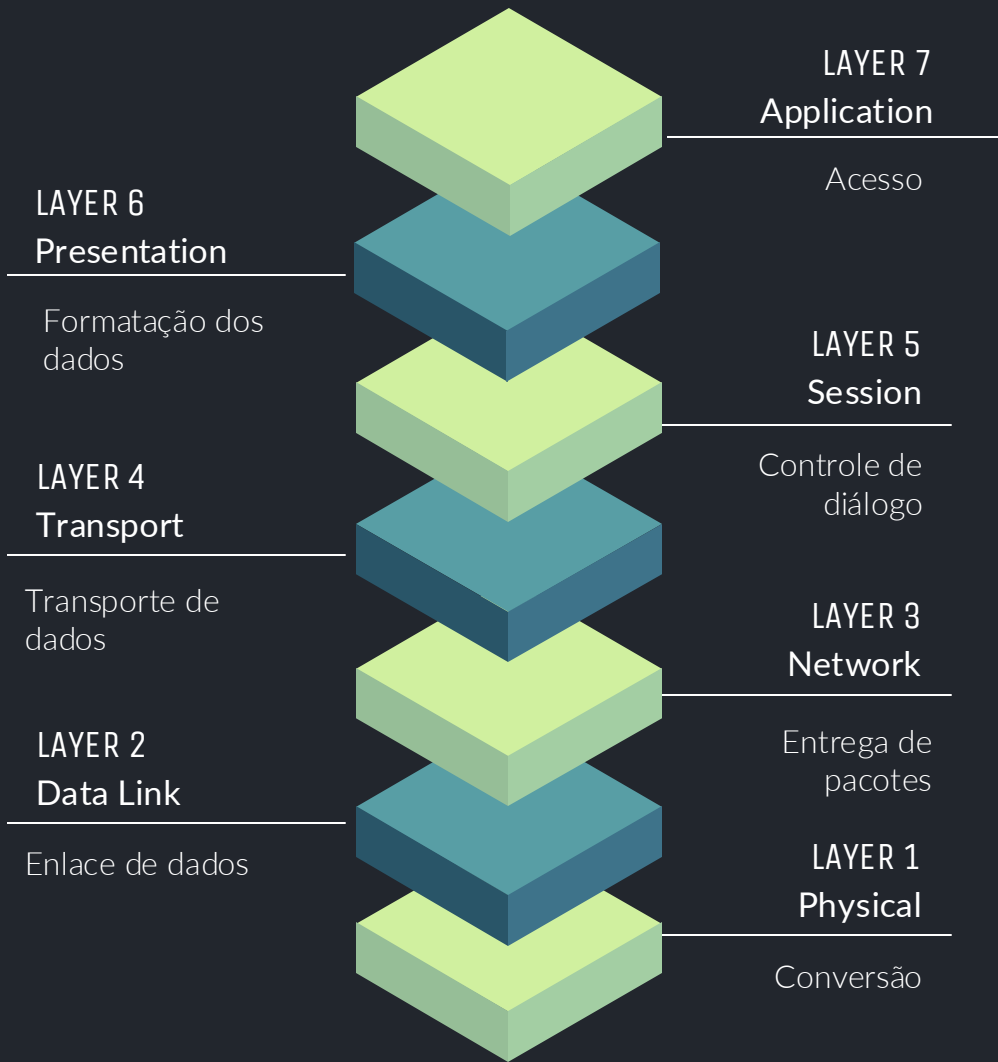 LAYER 7
Application
Acesso
LAYER 6
Presentation
Formatação dos
dados
LAYER 5
Session
Controle de
diálogo
LAYER 4
Transport
Transporte de
dados
LAYER 3
Network
Entrega de
pacotes
LAYER 2
Data Link
Enlace de dados
LAYER 1
Physical
Conversão